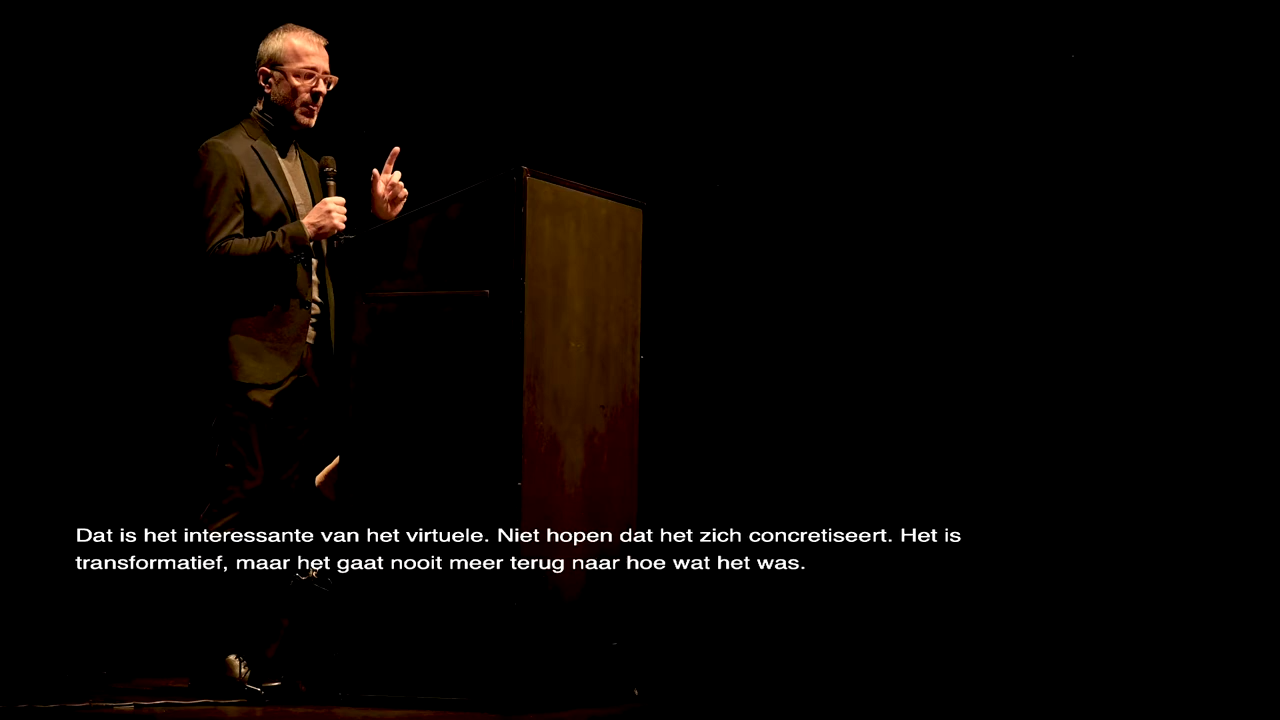 Dat is het interessante van het virtuele. Niet hopen dat het zich concretiseert. Het is
transformatief, maar het gaat nooit meer terug naar hoe wat het was.